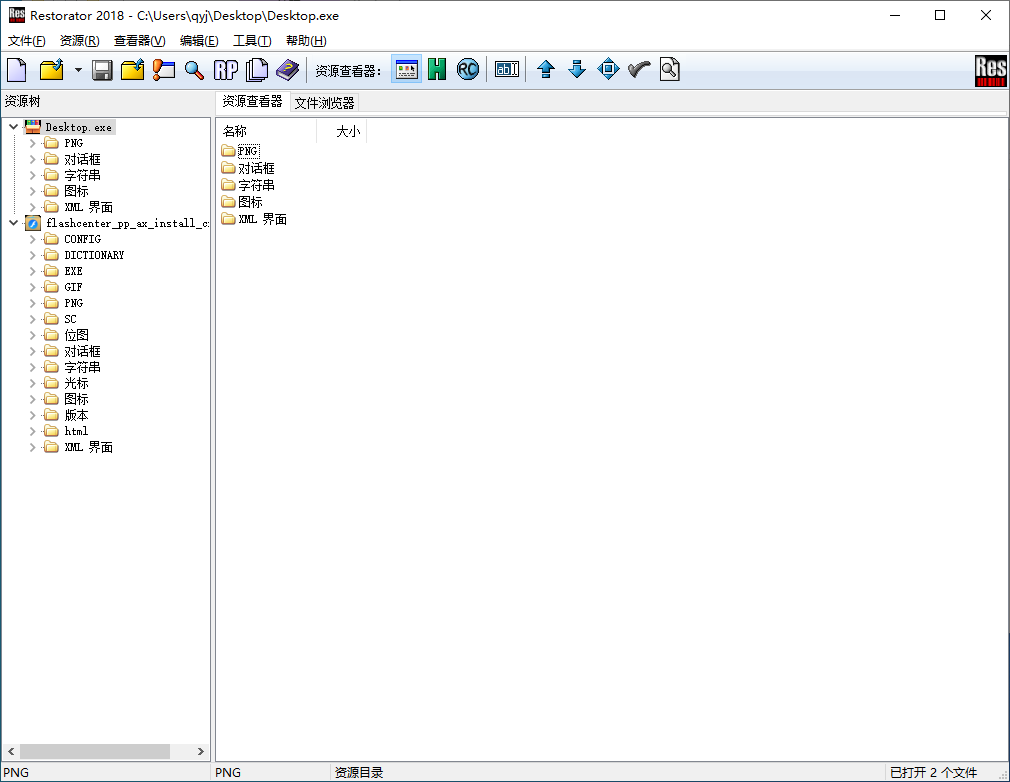 Restorator 2018 - C:\Users\qyj\Desktop\Desktop.exe
文件(F) 资源(R) 查看器(V) 编辑(E) 工具(T) 帮助(H)
RP 资源查看器： H RC ab Res
资源树 资源查看器 文件浏览器
Desktop.exe
PNG
对话框
字符串
图标
XML 界面
flashcenter_pp_ax_install_c
CONFIG
DICTIONARY
EXE
GIF
PNG
SC
位图
对话框
字符串
光标
图标
版本
html
XML 界面
名称 大小
PNG
对话框
字符串
图标
XML 界面
PNG PNG 资源目录 已打开 2 个文件